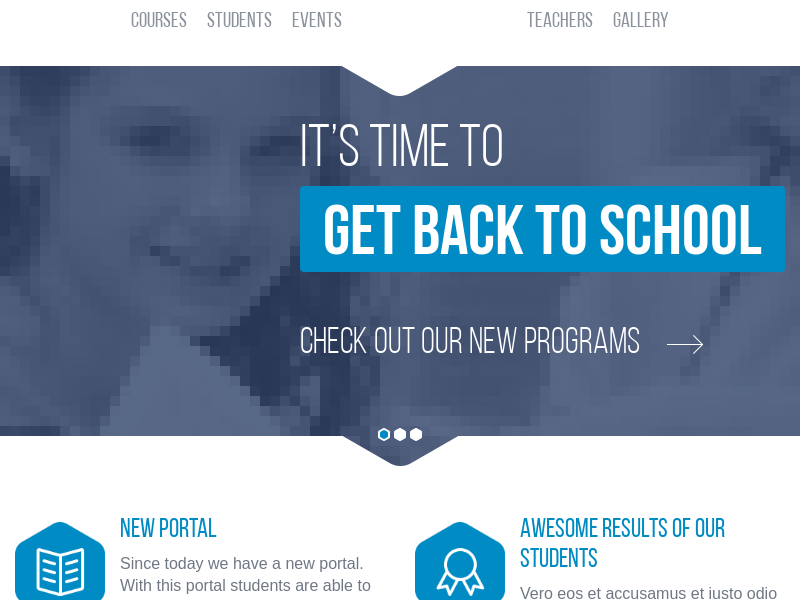 COURSES STUDENTS EVENTS TEACHERS GALLERY
IT'S TIME TO
GET BACK TO SCHOOL
CHECK OUT OUR NEW PROGRAMS
NEW PORTAL
Since today we have a new portal.
With this portal students are able to
AWESOME RESULTS OF OUR
STUDENTS
Vero eos et accusamus et iusto odio